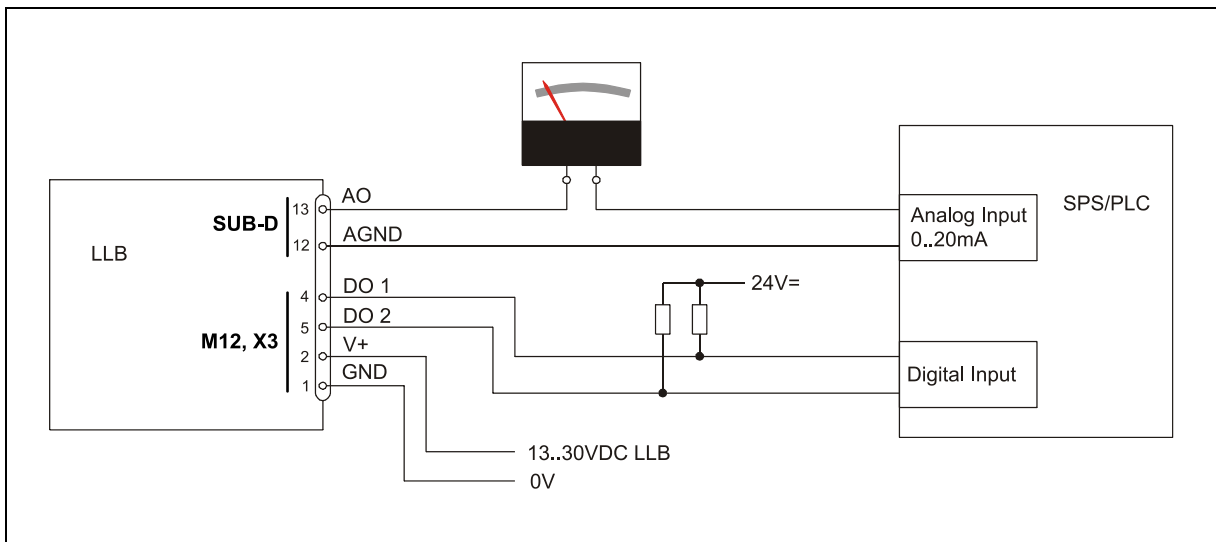 LLB
SUB-D
13
AO
12
AGND
M12, X3
4
DO 1
5
DO 2
2
V+
1
GND
13..30VDC LLB
0V
24V=
SPS/PLC
Analog Input
0..20mA
Digital Input